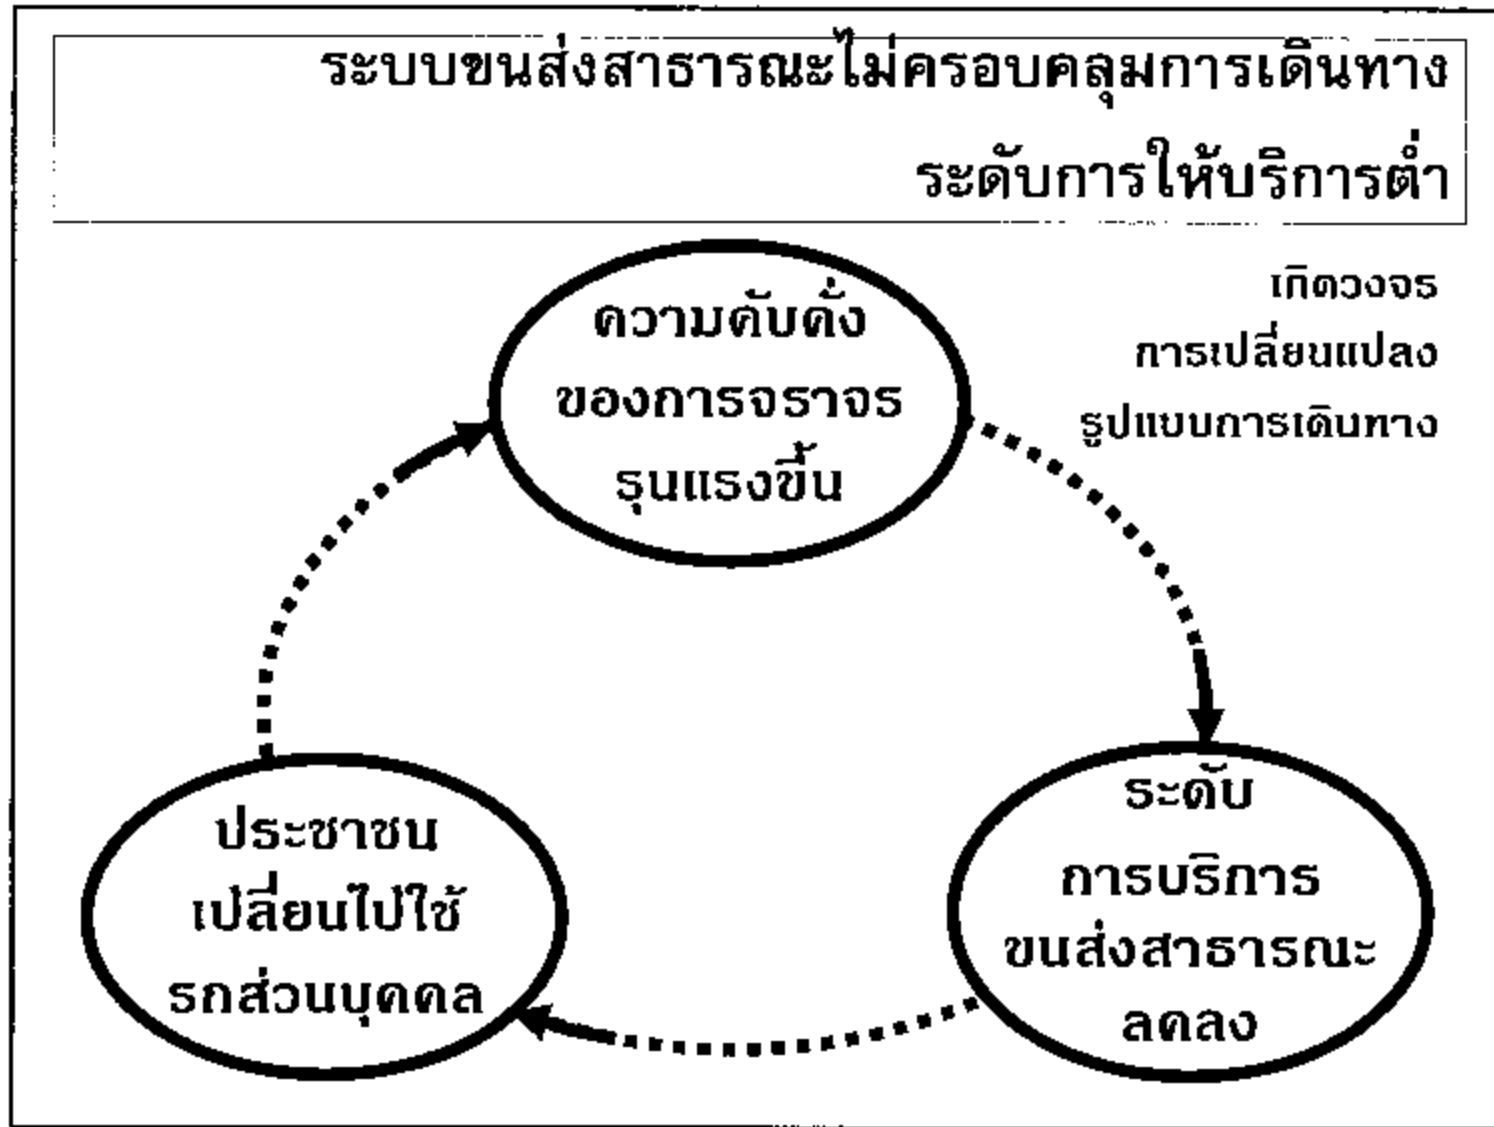 ระบบขนส่งสาธารณะไม่ครอบคลุมการเดินทาง
ระดับการให้บริการต่ำ
เกิดวงจร
การเปลี่ยนแปลง
รูปแบบการเดินทาง
ความคับคั่ง
ของการจราจร
รุนแรงขึ้น
ระดับ
การบริการ
ขนส่งสาธารณะ
ลดลง
ประชาชน
เปลี่ยนไปใช้
รถส่วนบุคคล